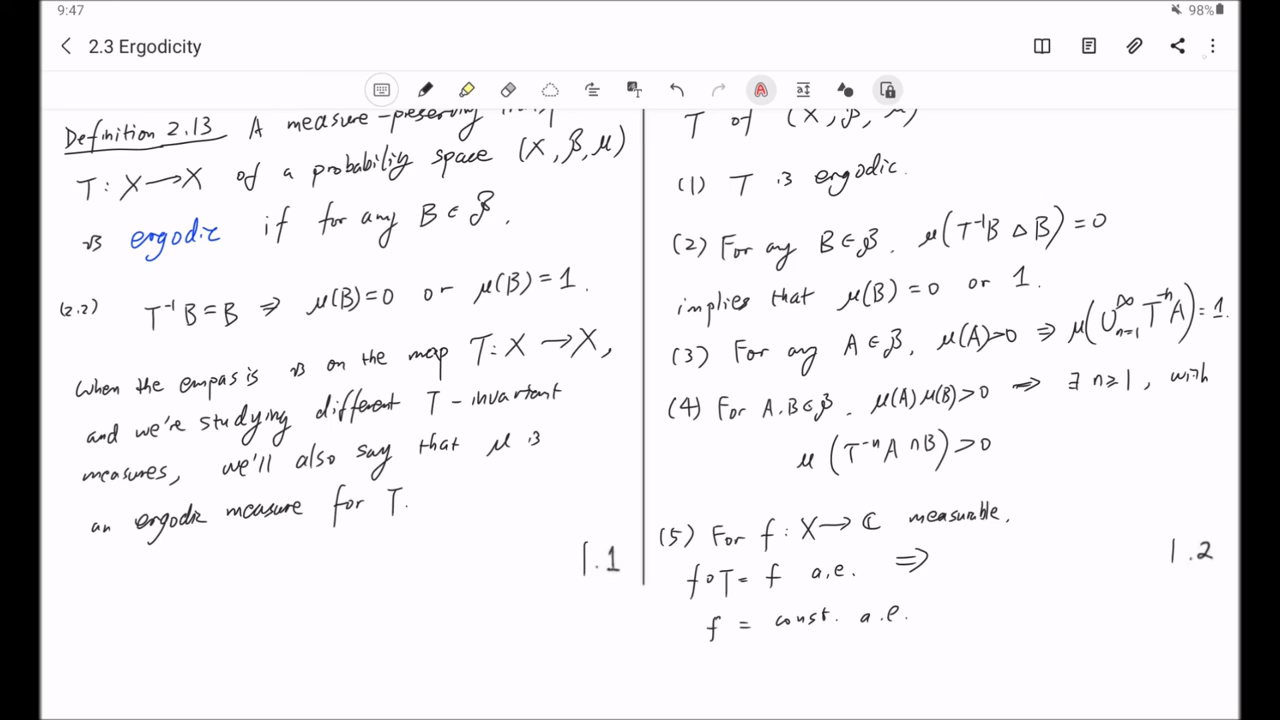 9:47
98%
2.3 Ergodicity
Definition 2.13 A measure-preserving
T : X → X of a probability space (X, ℬ, μ)
is ergodic if for any B ∈ ℬ,
(2.2) T⁻¹B = B ⇒ μ(B) = 0 or μ(B) = 1.
When the empasis is on the map T : X → X,
and we're studying different T-invariant
measures, we'll also say that μ is
an ergodic measure for T.
1.1
T of (X, ℬ, μ)
(1) T is ergodic.
(2) For any B ∈ ℬ, μ(T⁻¹B △ B) = 0
implies that μ(B) = 0 or 1.
(3) For any A ∈ ℬ, μ(A)>0 ⇒ μ(∪ₙ₌₁^∞ T⁻ⁿA) = 1.
(4) For A, B ∈ ℬ, μ(A)μ(B) > 0 ⇒ ∃ n ≥ 1, with
μ(T⁻ⁿA ∩ B) > 0
(5) For f : X → ℂ measurable,
f∘T = f a.e. ⇒
f = const. a.e.
1.2